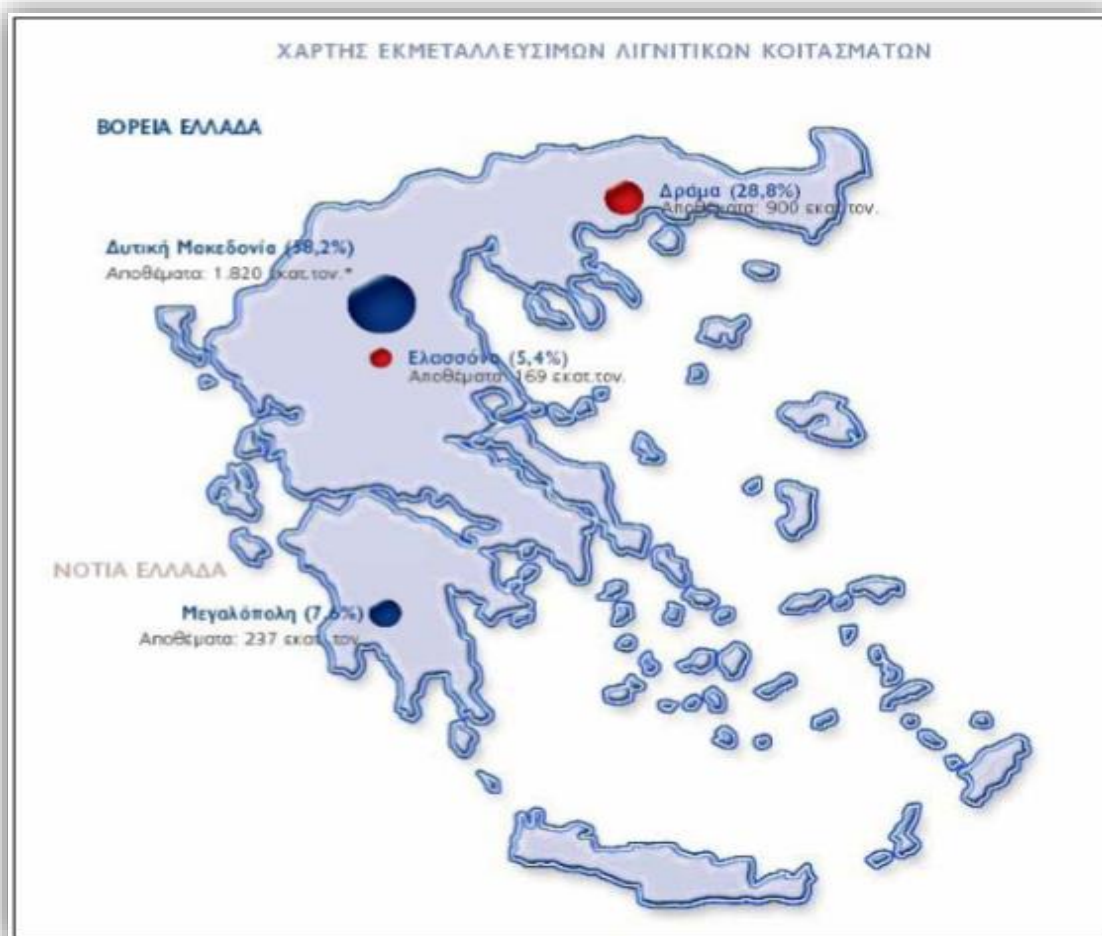 ΧΑΡΤΗΣ ΕΚΜΕΤΑΛΛΕΥΣΙΜΩΝ ΛΙΓΝΙΤΙΚΩΝ ΚΟΙΤΑΣΜΑΤΩΝ
ΒΟΡΕΙΑ ΕΛΛΑΔΑ
Δράμα (28,8%)
Αποθέματα: 900 εκατ.τον.
Δυτική Μακεδονία (58,2%)
Αποθέματα: 1.820 εκατ.τον.*
Ελασσόνα (5,4%)
Αποθέματα: 169 εκατ.τον.
ΝΟΤΙΑ ΕΛΛΑΔΑ
Μεγαλόπολη (7,6%)
Αποθέματα: 237 εκατ. τον.